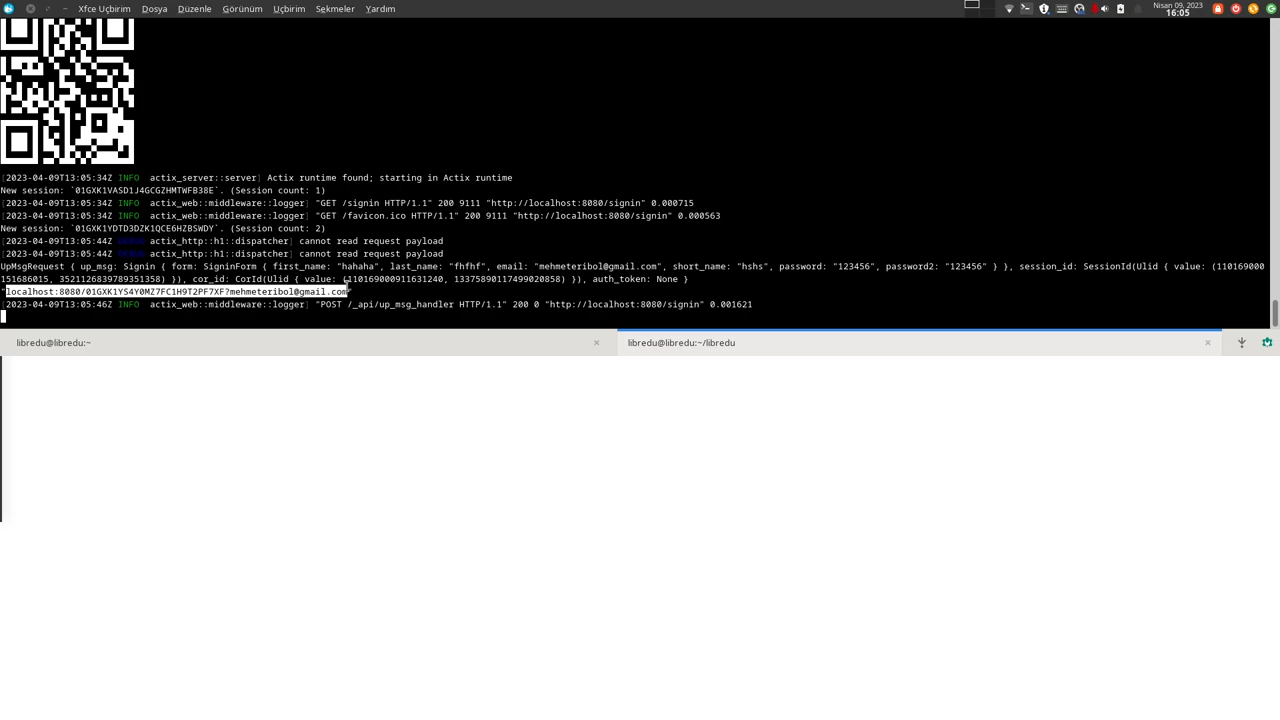 Xfce Uçbirim Dosya Düzenle Görünüm Uçbirim Sekmeler Yardım
Nisan 09, 2023
16:05
[2023-04-09T13:05:34Z INFO  actix_server::server] Actix runtime found; starting in Actix runtime
New session: `01GXK1VASD1J4GCGZHMTWFB38E`. (Session count: 1)
[2023-04-09T13:05:34Z INFO  actix_web::middleware::logger] "GET /signin HTTP/1.1" 200 9111 "http://localhost:8080/signin" 0.000715
[2023-04-09T13:05:34Z INFO  actix_web::middleware::logger] "GET /favicon.ico HTTP/1.1" 200 9111 "http://localhost:8080/signin" 0.000563
New session: `01GXK1YDTD3DZK1QCE6HZBSWDY`. (Session count: 2)
[2023-04-09T13:05:44Z DEBUG actix_http::h1::dispatcher] cannot read request payload
[2023-04-09T13:05:44Z DEBUG actix_http::h1::dispatcher] cannot read request payload
UpMsgRequest { up_msg: Signin { form: SigninForm { first_name: "hahaha", last_name: "fhfhf", email: "mehmeteribol@gmail.com", short_name: "hshs", password: "123456", password2: "123456" } }, session_id: SessionId(Ulid { value: (110169000
151686015, 3521126839789351358) }), cor_id: CorId(Ulid { value: (110169000911631240, 13375890117499020858) }), auth_token: None }
"localhost:8080/01GXK1YS4Y0MZ7FC1H9T2PF7XF?mehmeteribol@gmail.com"
[2023-04-09T13:05:46Z INFO  actix_web::middleware::logger] "POST /_api/up_msg_handler HTTP/1.1" 200 0 "http://localhost:8080/signin" 0.001621
libredu@libredu:~
libredu@libredu:~/libredu